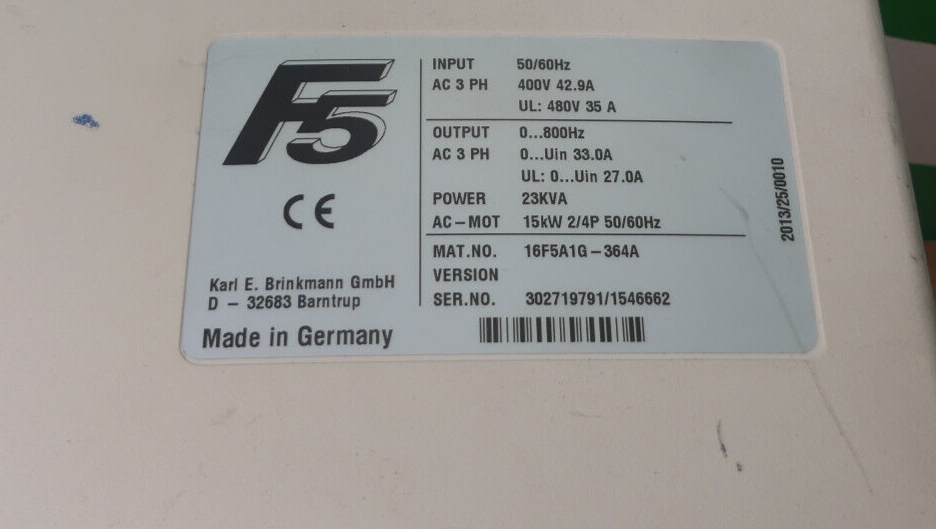 F5
CE
Karl E. Brinkmann GmbH
D – 32683 Barntrup
Made in Germany
INPUT 50/60Hz
AC 3 PH 400V 42.9A
UL: 480V 35 A
OUTPUT 0...800Hz
AC 3 PH 0...Uin 33.0A
UL: 0...Uin 27.0A
POWER 23KVA
AC–MOT 15kW 2/4P 50/60Hz
MAT.NO. 16F5A1G–364A
VERSION
SER.NO. 302719791/1546662
2013/25/0010